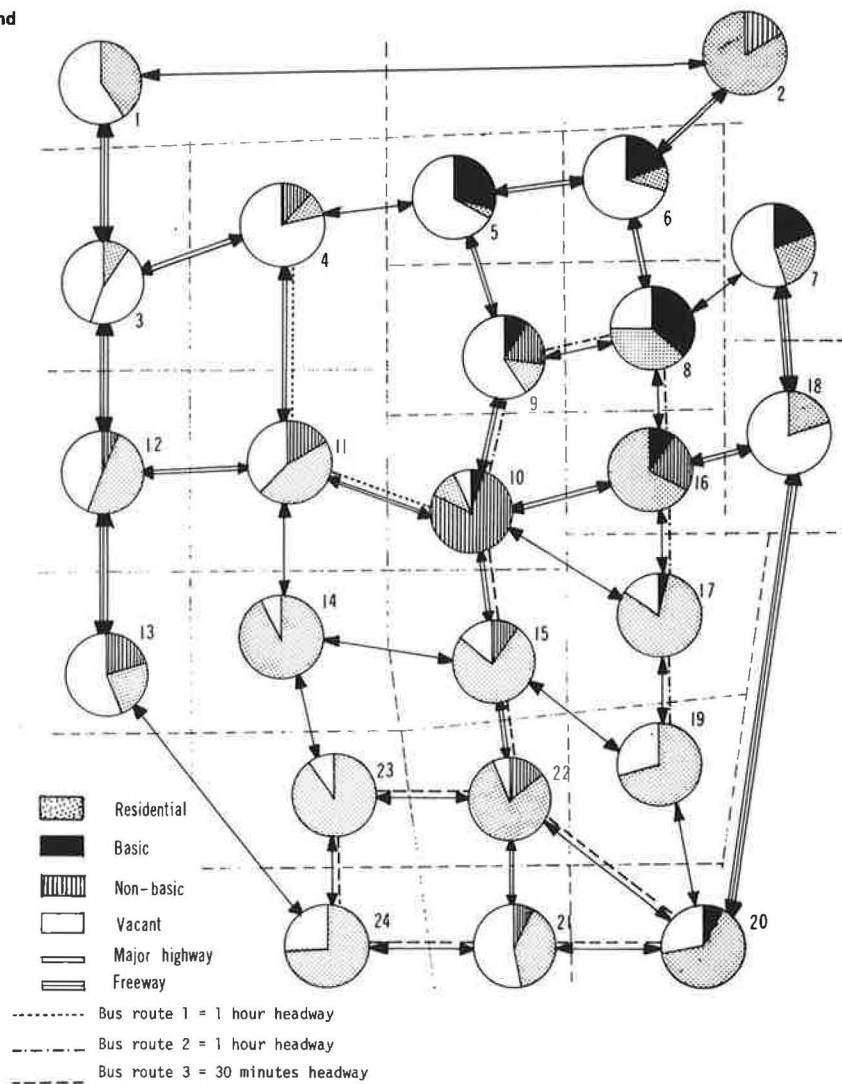 nd
2
1
6
5
4
7
3
8
9
18
12
11
10
16
17
14
15
13
19
23
22
Residential
Basic
Non-basic
Vacant
24
21
20
Major highway
Freeway
Bus route 1 = 1 hour headway
Bus route 2 = 1 hour headway
Bus route 3 = 30 minutes headway